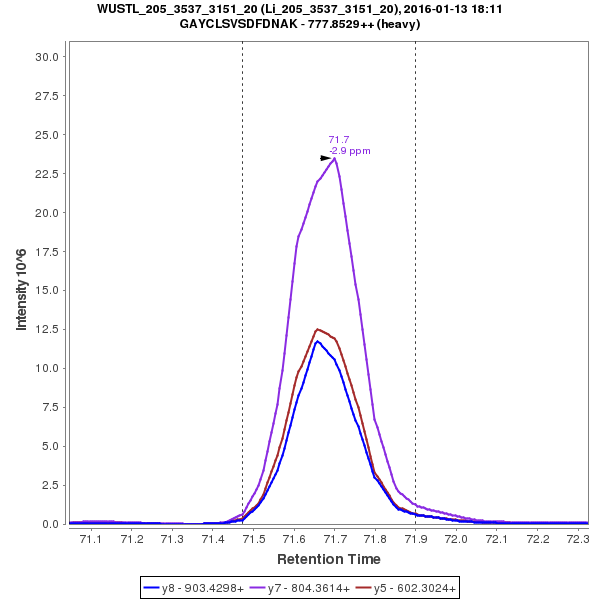 WUSTL_205_3537_3151_20 (Li_205_3537_3151_20), 2016-01-13 18:11
GAYCLSVSDFDNAK - 777.8529++ (heavy)
30.0
27.5
25.0
22.5
20.0
17.5
15.0
12.5
10.0
7.5
5.0
2.5
0.0
Intensity 10^6
71.7
-2.9 ppm
71.1 71.2 71.3 71.4 71.5 71.6 71.7 71.8 71.9 72.0 72.1 72.2 72.3
Retention Time
y8 - 903.4298+ y7 - 804.3614+ y5 - 602.3024+